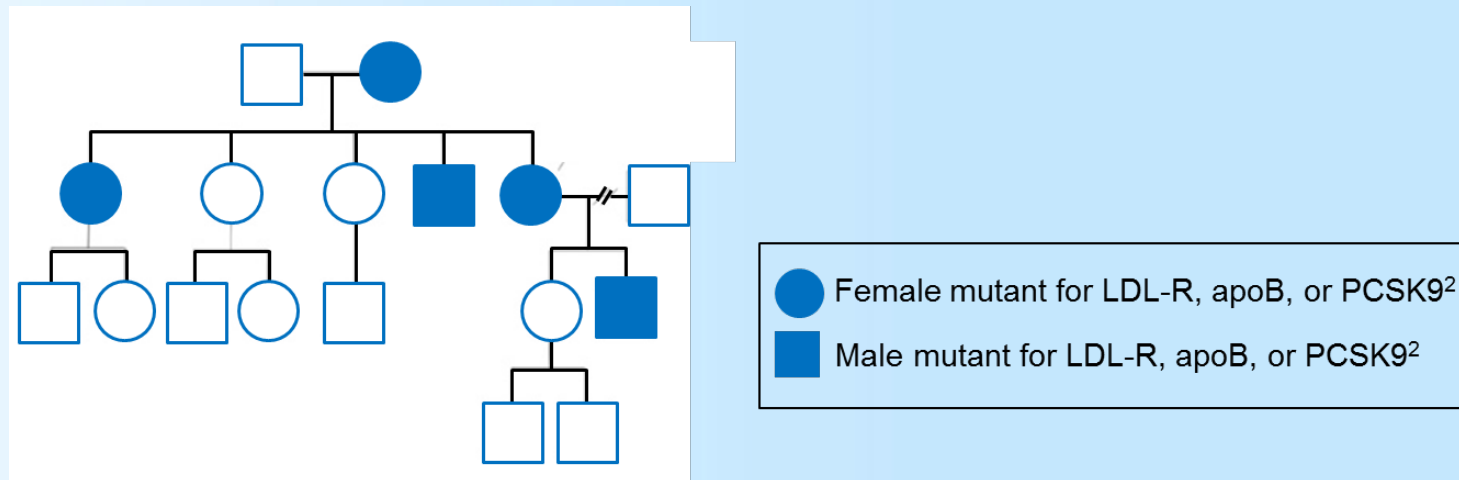 Female mutant for LDL-R, apoB, or PCSK9²
Male mutant for LDL-R, apoB, or PCSK9²